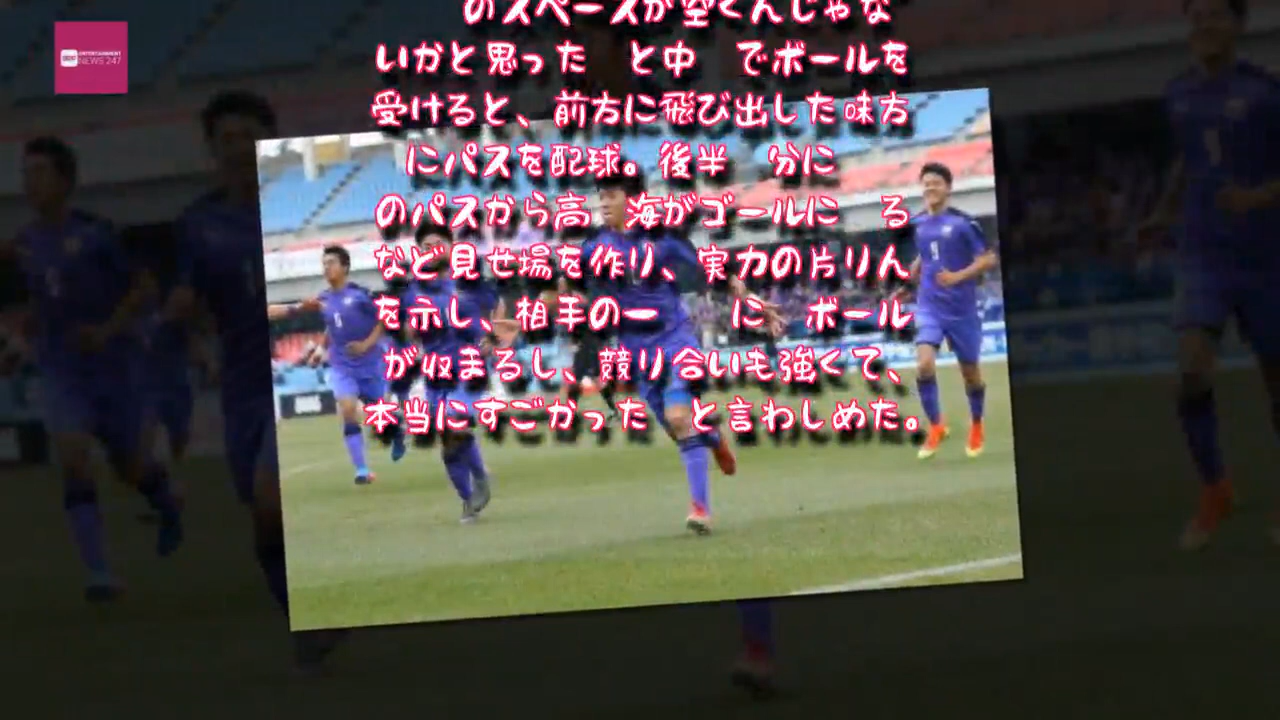 ENTERTAINMENT
NEWS 247
のスペースが空くんじゃな
いかと思った と中 でボールを
受けると、前方に飛び出した味方
にパスを配球。後半 分に
のパスから高 海がゴールに る
など見せ場を作り、実力の片りん
を示し、相手の一 に ボール
が収まるし、競り合いも強くて、
本当にすごかった と言わしめた。